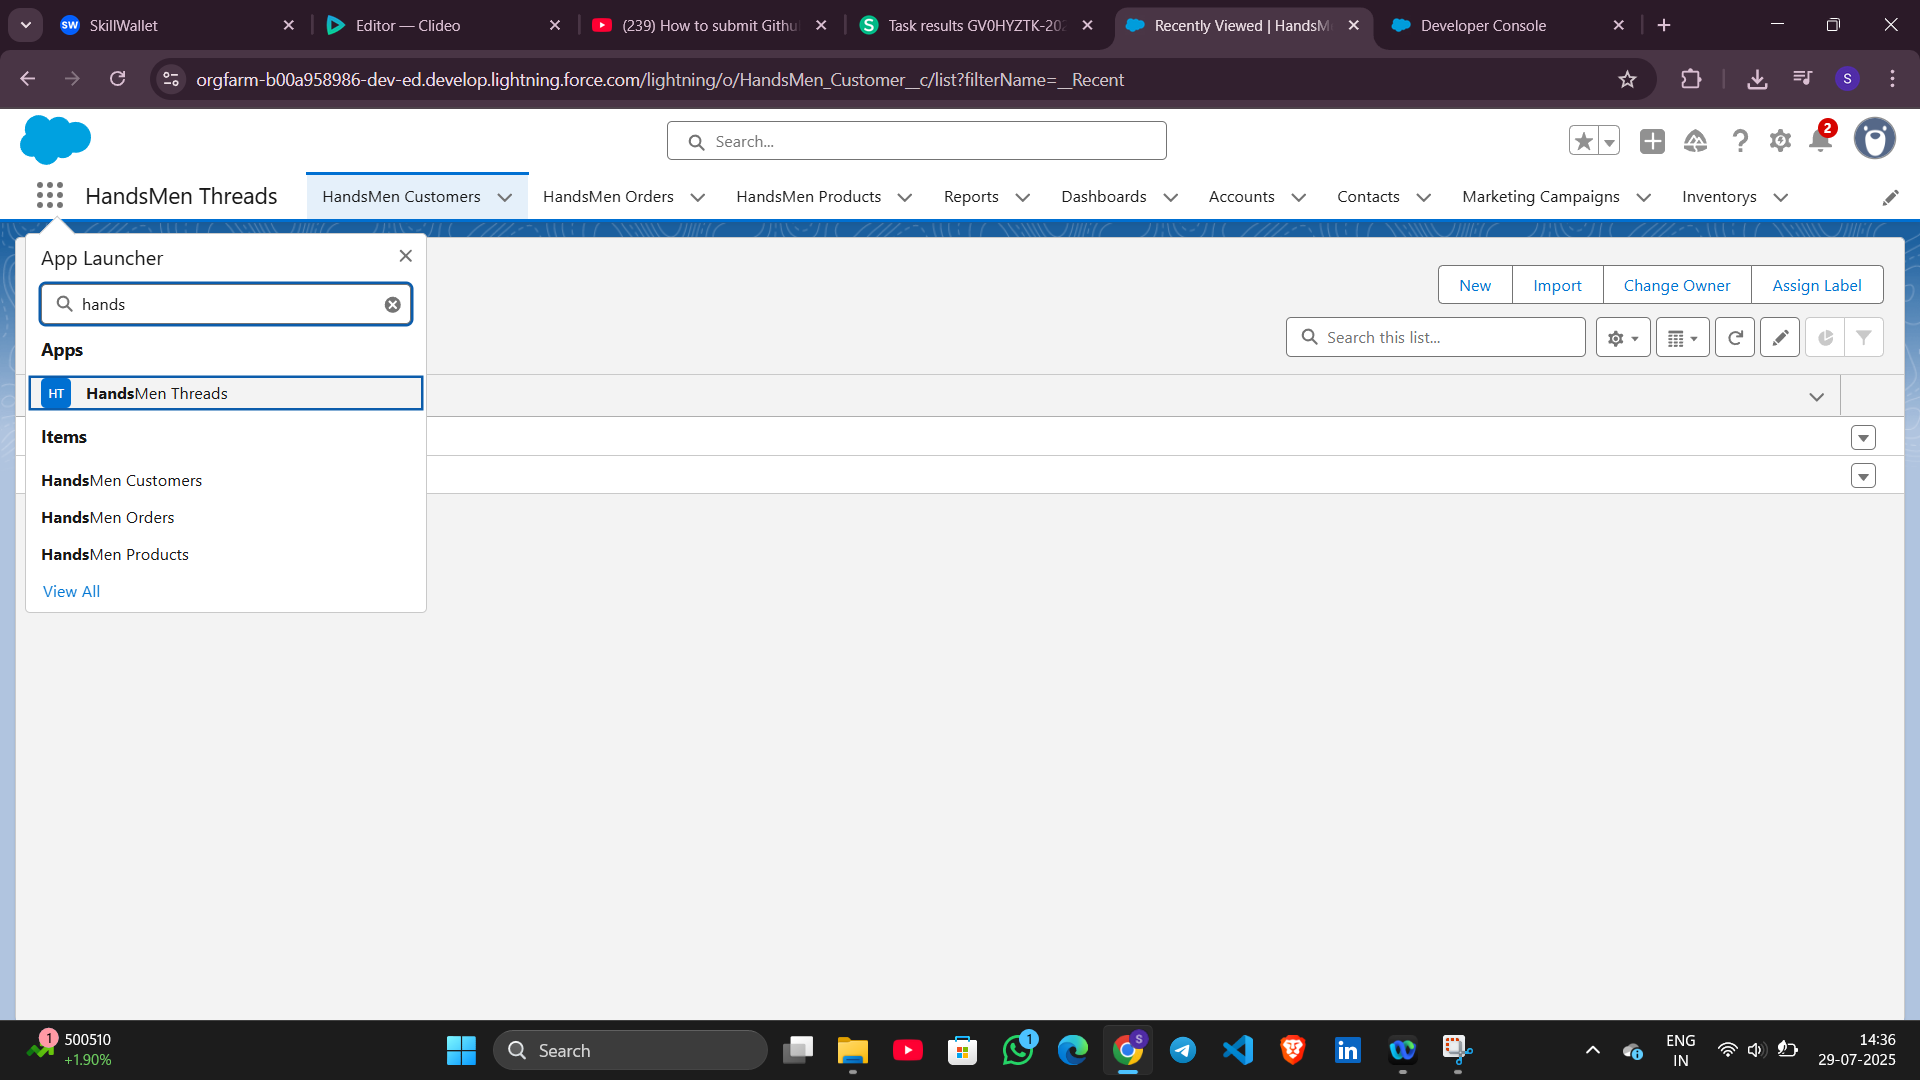 SW SkillWallet
Editor — Clideo
(239) How to submit Githu
S Task results GV0HYZTK-202
Recently Viewed | HandsMe
Developer Console
orgfarm-b00a958986-dev-ed.develop.lightning.force.com/lightning/o/HandsMen_Customer__c/list?filterName=__Recent
S
Search...
2
HandsMen Threads
HandsMen Customers
HandsMen Orders
HandsMen Products
Reports
Dashboards
Accounts
Contacts
Marketing Campaigns
Inventorys
App Launcher
hands
Apps
HT HandsMen Threads
Items
HandsMen Customers
HandsMen Orders
HandsMen Products
View All
New
Import
Change Owner
Assign Label
Search this list...
1
500510
+1.90%
Search
1
S
in
ENG
IN
14:36
29-07-2025